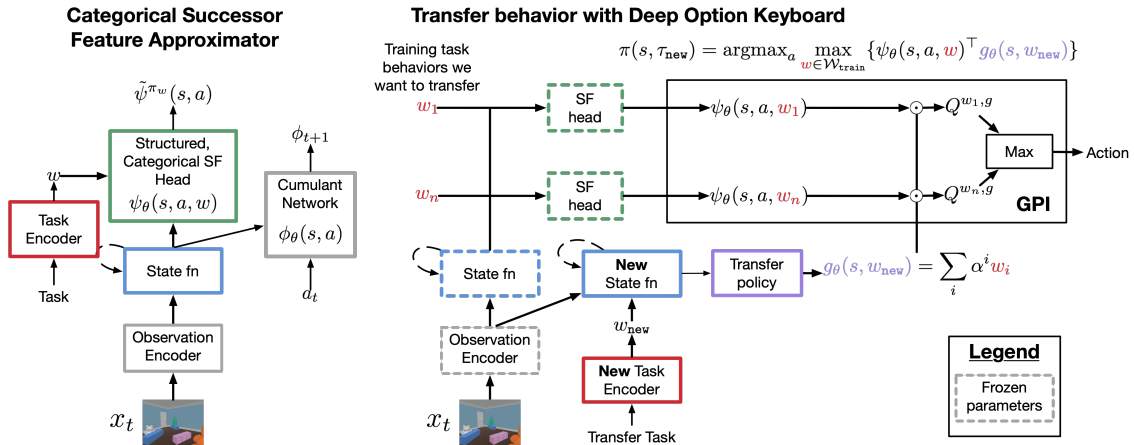 Categorical Successor
Feature Approximator
ψ̃^{π_w}(s, a)
Structured,
Categorical SF
Head
ψ_θ(s, a, w)
w
Task
Encoder
Task
State fn
Observation
Encoder
x_t
ϕ_{t+1}
Cumulant
Network
ϕ_θ(s, a)
a_t
Transfer behavior with Deep Option Keyboard
π(s, τ_new) = argmax_a max_{w∈𝒲_train} {ψ_θ(s, a, w)^⊤ g_θ(s, w_new)}
Training task
behaviors we
want to transfer
w_1
SF
head
ψ_θ(s, a, w_1)
Q^{w_1,g}
Max
Action
w_n
SF
head
ψ_θ(s, a, w_n)
Q^{w_n,g}
GPI
State fn
New
State fn
Transfer
policy
g_θ(s, w_new) = ∑_i α^i w_i
Observation
Encoder
w_new
New Task
Encoder
Transfer Task
x_t
Legend
Frozen
parameters